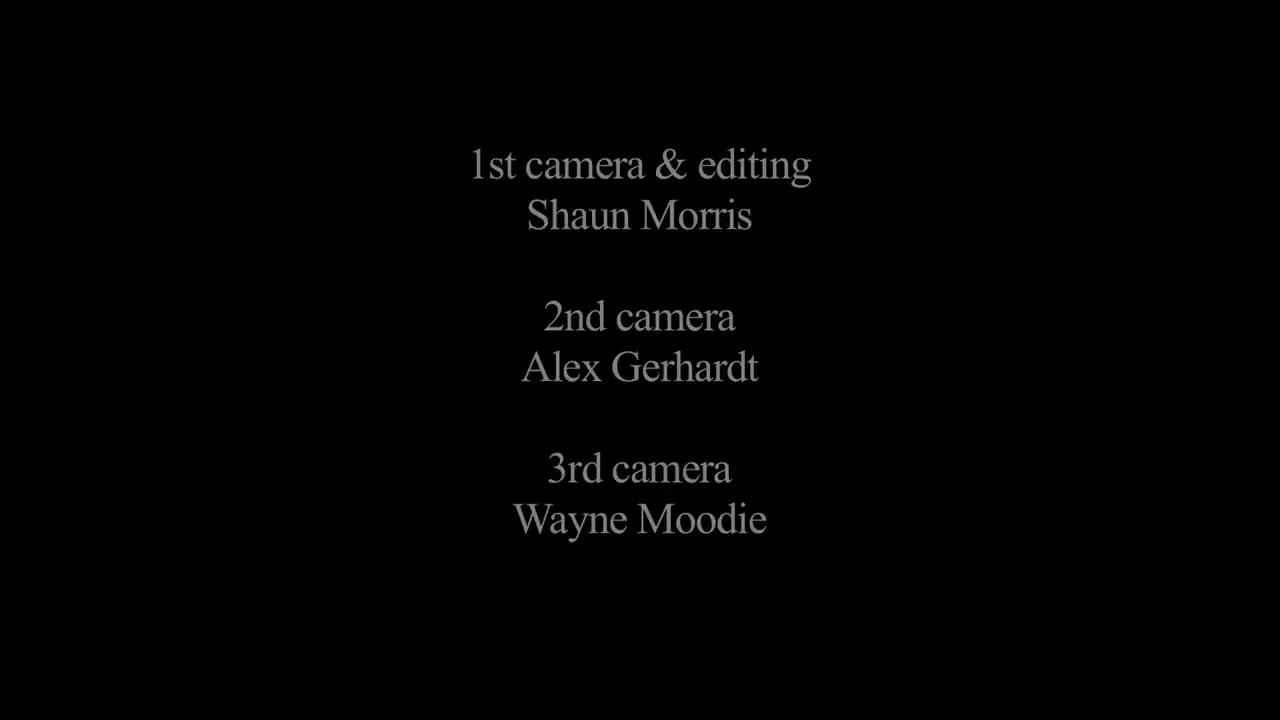 1st camera & editing
Shaun Morris
2nd camera
Alex Gerhardt
3rd camera
Wayne Moodie